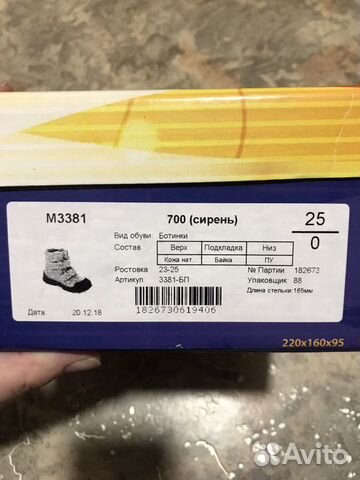 М3381 700 (сирень) 25
0
Вид обуви: Ботинки
Состав Верх Подкладка Низ
Кожа нат. Байка ПУ
Ростовка 23-25 № Партии 182673
Артикул 3381-БП Упаковщик 88
Длина стельки: 165мм
Дата 20.12.18
1826730619406
220x160x95
Avito